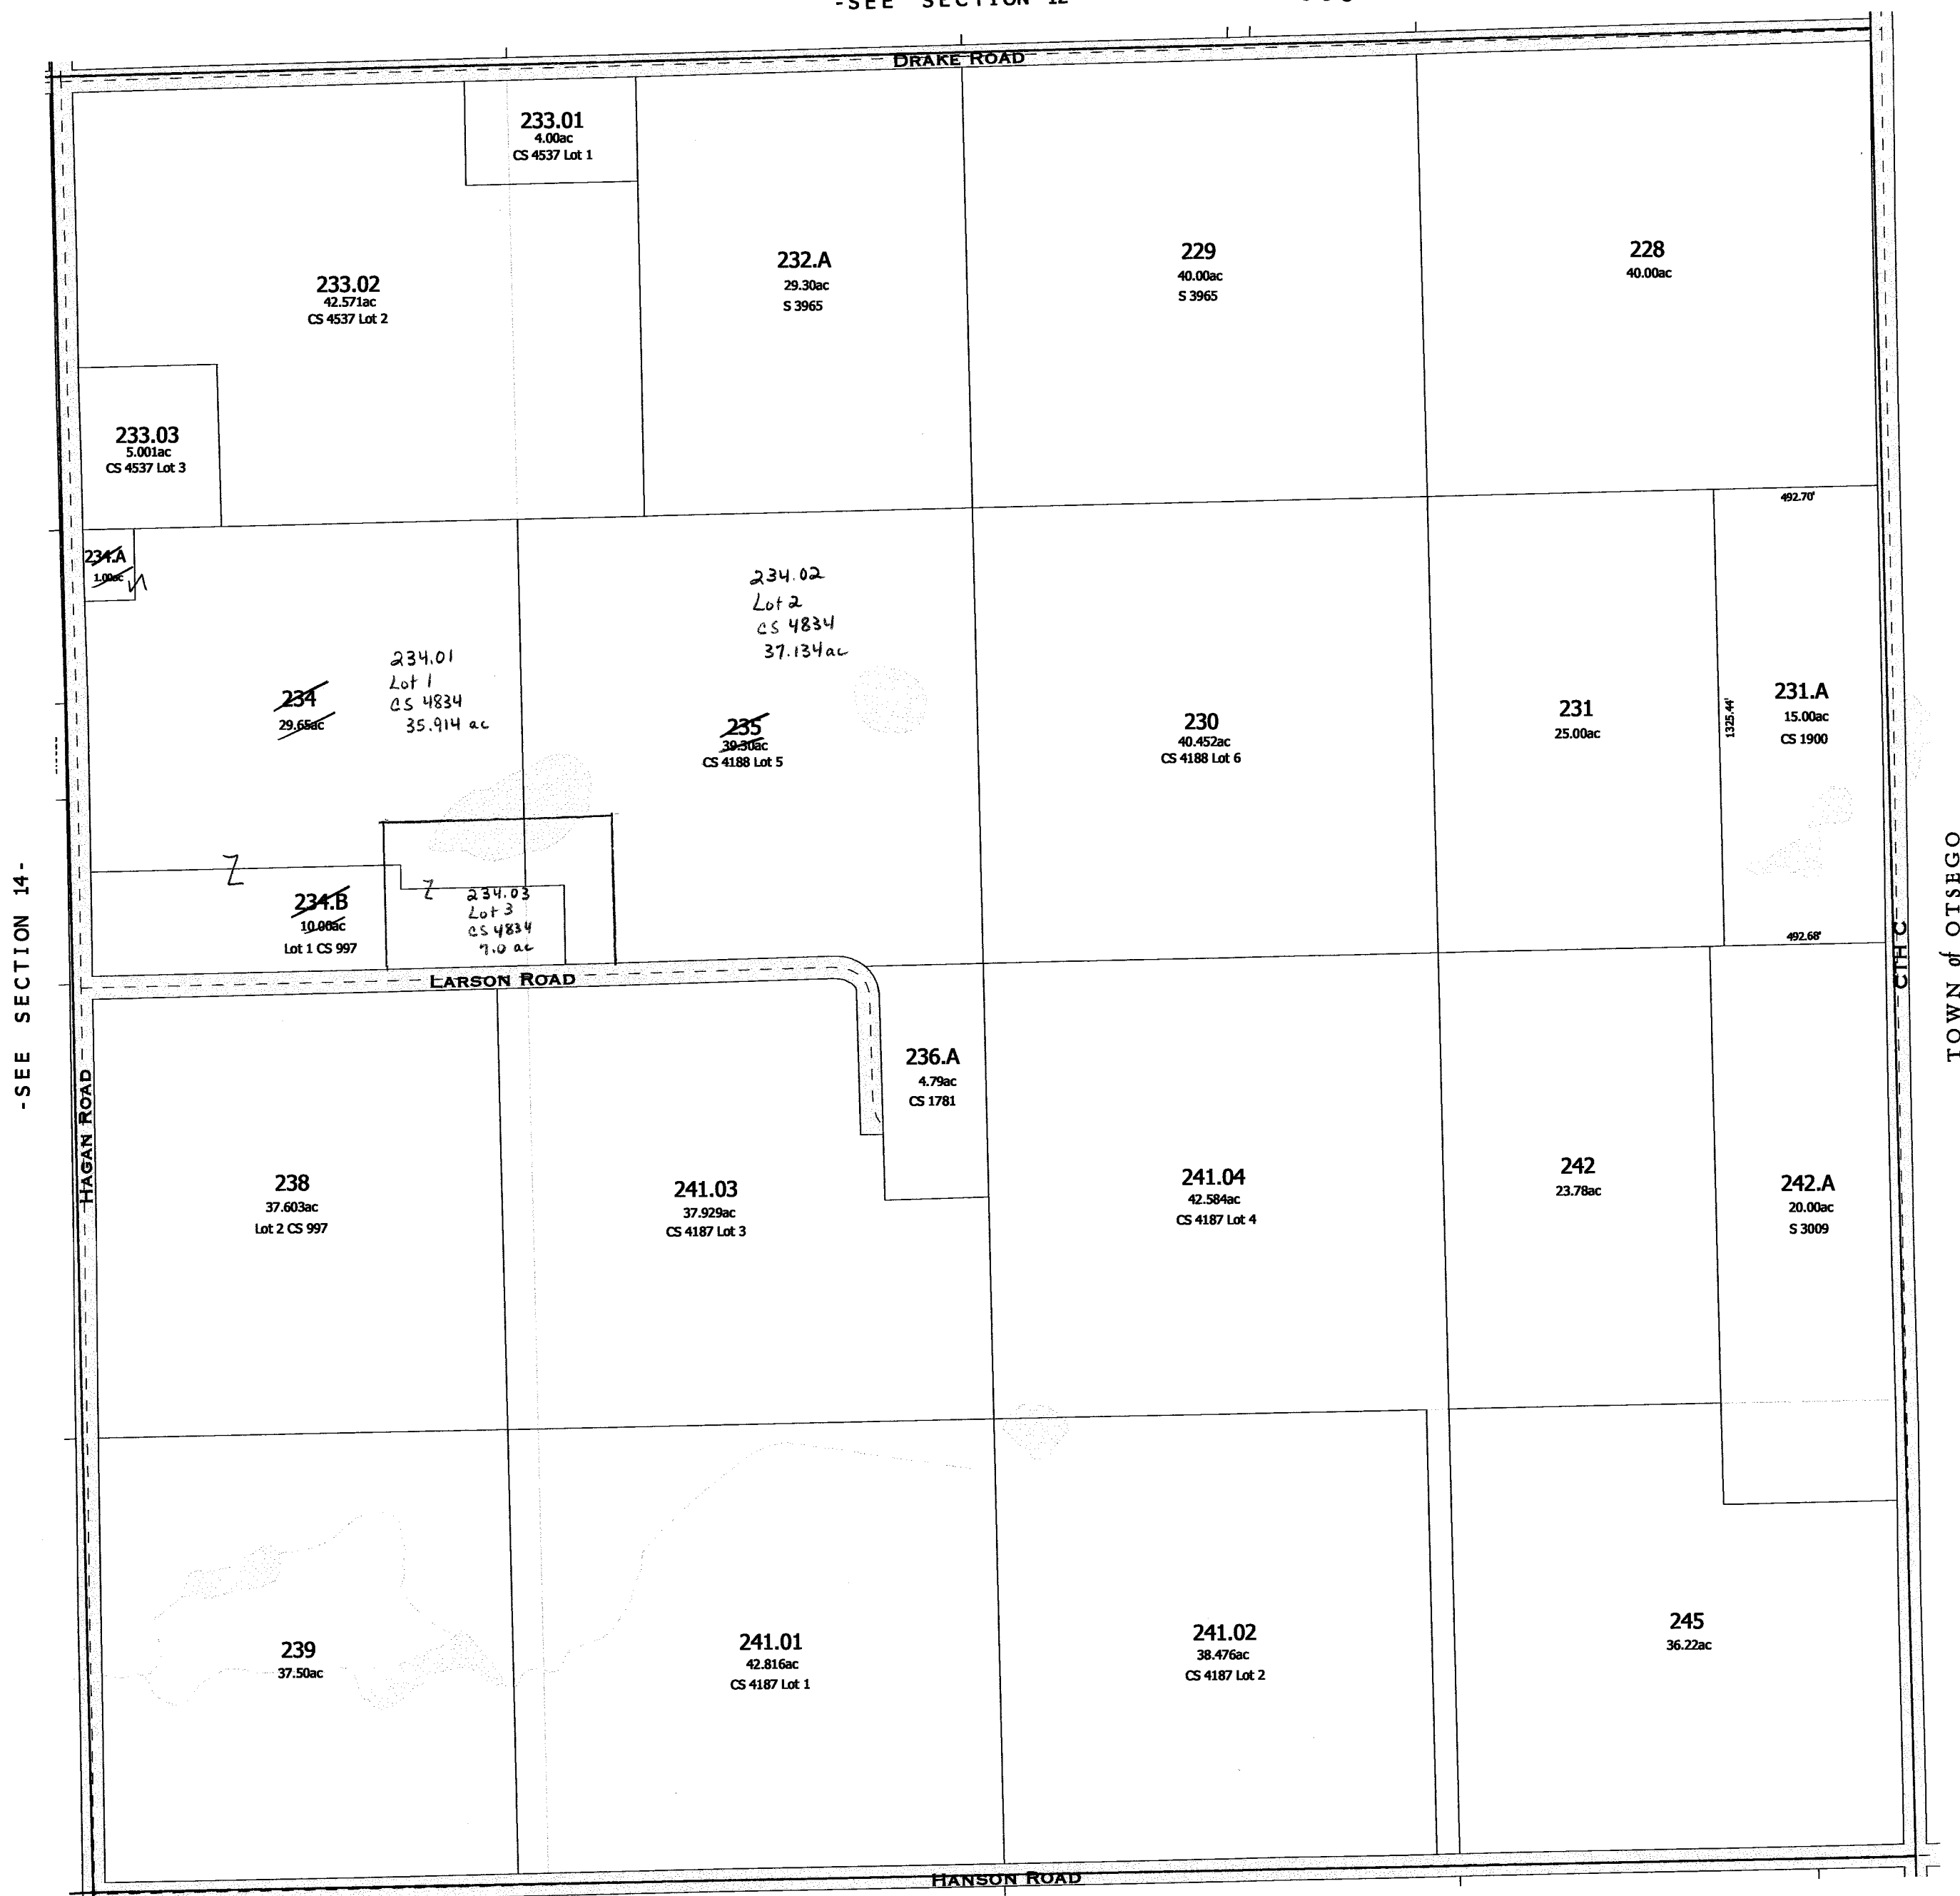 -SEE SECTION 12
DRAKE ROAD
233.01
4.00ac
CS 4537 Lot 1
233.02
42.571ac
CS 4537 Lot 2
232.A
29.30ac
S 3965
229
40.00ac
S 3965
228
40.00ac
233.03
5.001ac
CS 4537 Lot 3
492.70'
234.A
1.00ac
234.02
Lot 2
CS 4834
37.134ac
234.01
Lot 1
CS 4834
35.914 ac
234
29.65ac
235
39.30ac
CS 4188 Lot 5
230
40.452ac
CS 4188 Lot 6
231
25.00ac
1325.44'
231.A
15.00ac
CS 1900
234.B
10.00ac
Lot 1 CS 997
234.03
Lot 3
CS 4834
7.0 ac
492.68'
-SEE SECTION 14-
TOWN of OTSEGO
CTH C
LARSON ROAD
HAGAN ROAD
236.A
4.79ac
CS 1781
238
37.603ac
Lot 2 CS 997
241.03
37.929ac
CS 4187 Lot 3
241.04
42.584ac
CS 4187 Lot 4
242
23.78ac
242.A
20.00ac
S 3009
239
37.50ac
241.01
42.816ac
CS 4187 Lot 1
241.02
38.476ac
CS 4187 Lot 2
245
36.22ac
HANSON ROAD